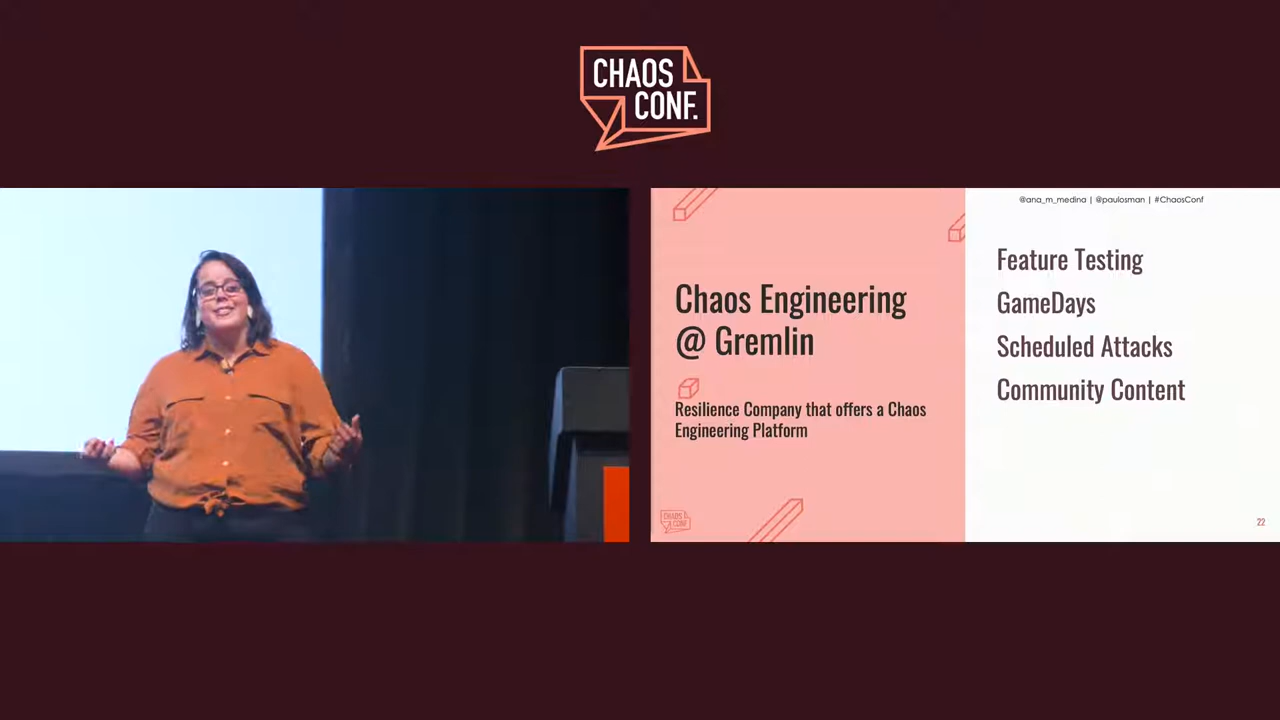 CHAOS
CONF.
@ana_m_medina | @paulosman | #ChaosConf
Chaos Engineering
@ Gremlin
Resilience Company that offers a Chaos
Engineering Platform
Feature Testing
GameDays
Scheduled Attacks
Community Content
CHAOS
CONF
22